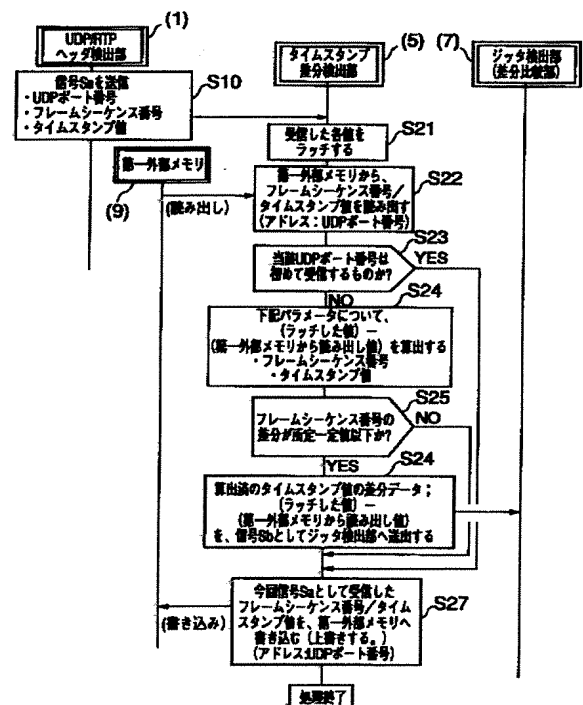 (1)
UDP/RTP
ヘッダ検出部
(5)
タイムスタンプ
差分検出部
(7)
ジッタ検出部
(差分比較部)
信号Saを送信
・UDPポート番号
・フレームシーケンス番号
・タイムスタンプ値
S10
受信した各値を
ラッチする
S21
第一外部メモリ
(9)
(読み出し)
第一外部メモリから、
フレームシーケンス番号/
タイムスタンプ値を読み出す
(アドレス:UDPポート番号)
S22
当該UDPポート番号は
初めて受信するものか?
S23
YES
NO
S24
下記パラメータについて、
(ラッチした値) ―
(第一外部メモリから読み出し値) を算出する
・フレームシーケンス番号
・タイムスタンプ値
フレームシーケンス番号の
差分が所定一定値以下か?
S25
NO
YES
S24
算出済のタイムスタンプ値の差分データ;
(ラッチした値) ―
(第一外部メモリから読み出し値)
を、信号Sbとしてジッタ検出部へ送出する
今回信号Saとして受信した
フレームシーケンス番号/タイム
スタンプ値を、第一外部メモリへ
書き込む (上書きする。)
(アドレス:UDPポート番号)
S27
(書き込み)
処理終了